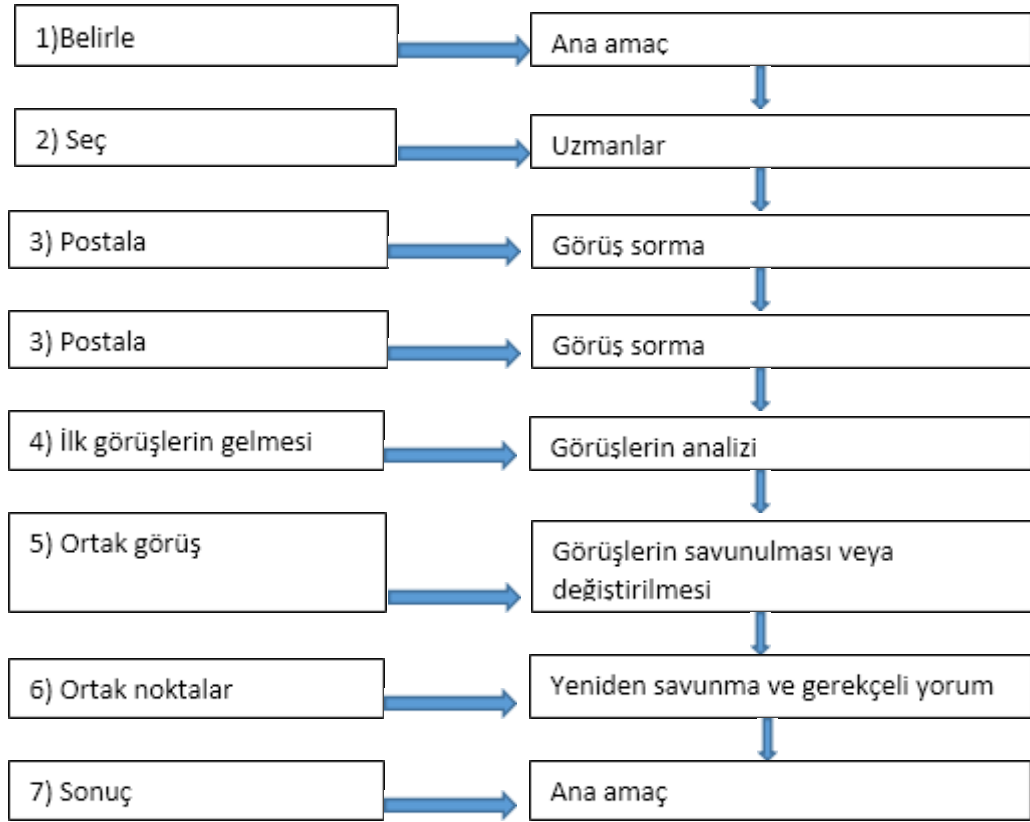 1)Belirle
Ana amaç
2) Seç
Uzmanlar
3) Postala
Görüş sorma
3) Postala
Görüş sorma
4) İlk görüşlerin gelmesi
Görüşlerin analizi
5) Ortak görüş
Görüşlerin savunulması veya
değiştirilmesi
6) Ortak noktalar
Yeniden savunma ve gerekçeli yorum
7) Sonuç
Ana amaç